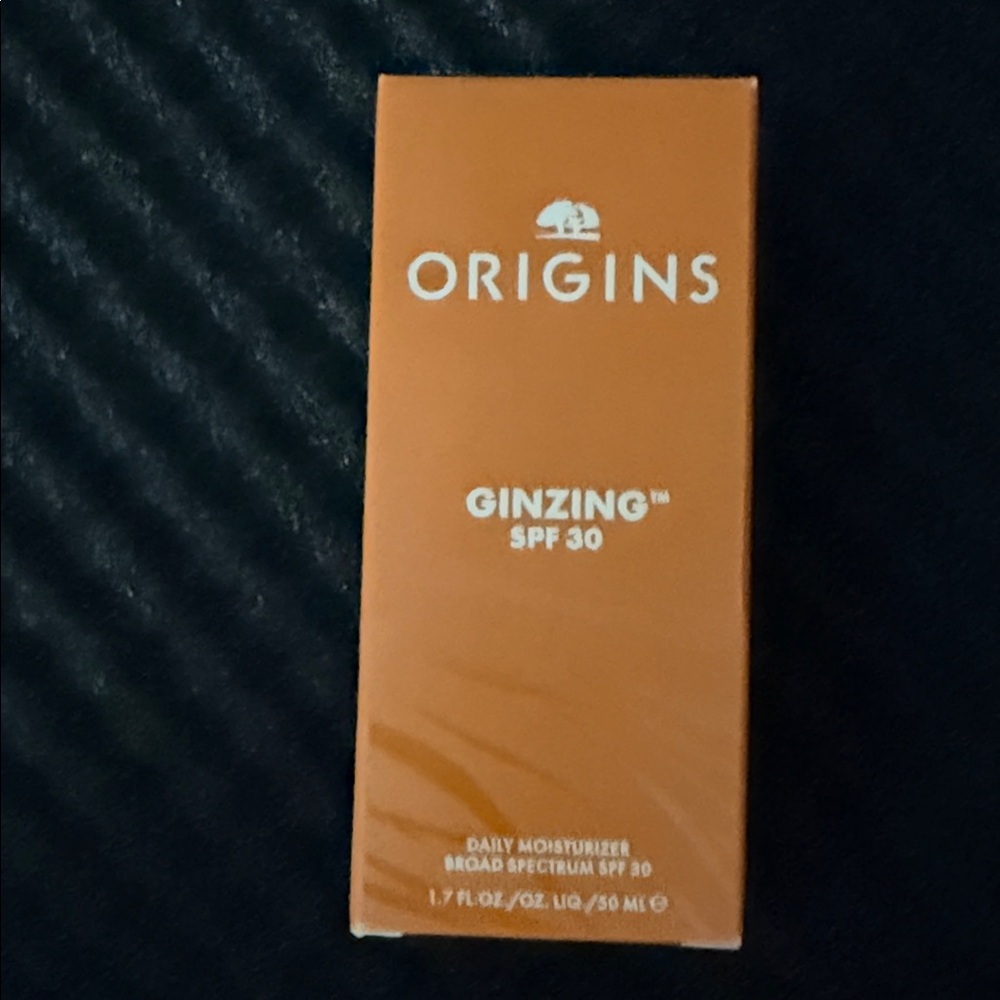 ORIGINS
GINZING™
SPF 30
DAILY MOISTURIZER
BROAD SPECTRUM SPF 30
1.7 FL.OZ./OZ. LIQ./50 ML ℮